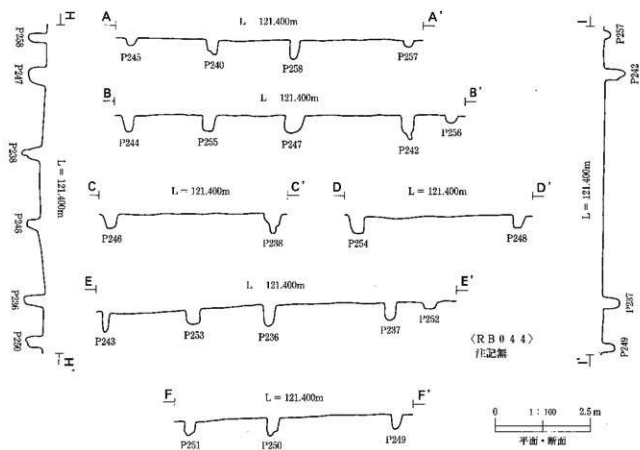 A A'
L 121.400m
P245 P240 P258 P257
B B'
L 121.400m
P244 P255 P247 P242 P256
C C'
L = 121.400m
P246 P238
D D'
L = 121.400m
P254 P248
E E'
L 121.400m
P243 P253 P236 P237 P252
F F'
L = 121.400m
P251 P250 P249
H H'
L = 121.400m
P258 P247 P238 P248 P236 P250
I I'
L = 121.400m
P257 P242 P237 P249
〈RB044〉
注記無
0 1:100 2.5m
平面・断面